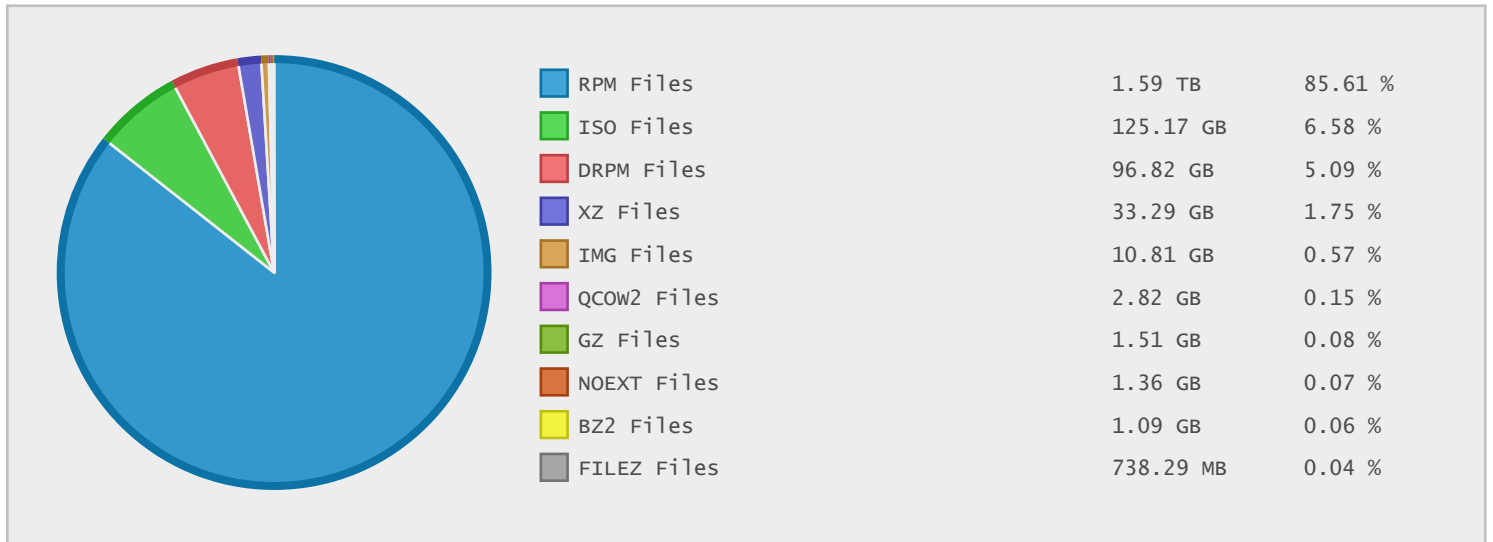 RPM Files 1.59 TB 85.61 %
ISO Files 125.17 GB 6.58 %
DRPM Files 96.82 GB 5.09 %
XZ Files 33.29 GB 1.75 %
IMG Files 10.81 GB 0.57 %
QCOW2 Files 2.82 GB 0.15 %
GZ Files 1.51 GB 0.08 %
NOEXT Files 1.36 GB 0.07 %
BZ2 Files 1.09 GB 0.06 %
FILEZ Files 738.29 MB 0.04 %